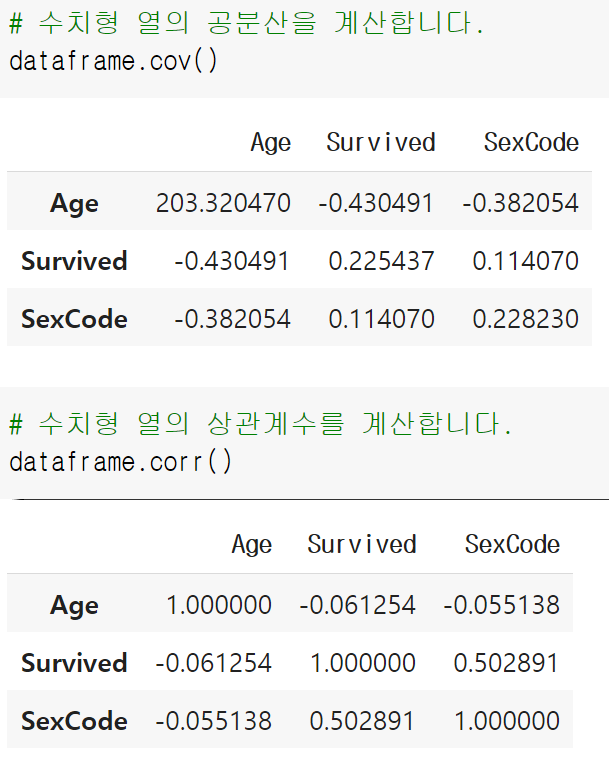 # 수치형 열의 공분산을 계산합니다.
dataframe.cov()
Age Survived SexCode
Age 203.320470 -0.430491 -0.382054
Survived -0.430491 0.225437 0.114070
SexCode -0.382054 0.114070 0.228230
# 수치형 열의 상관계수를 계산합니다.
dataframe.corr()
Age Survived SexCode
Age 1.000000 -0.061254 -0.055138
Survived -0.061254 1.000000 0.502891
SexCode -0.055138 0.502891 1.000000